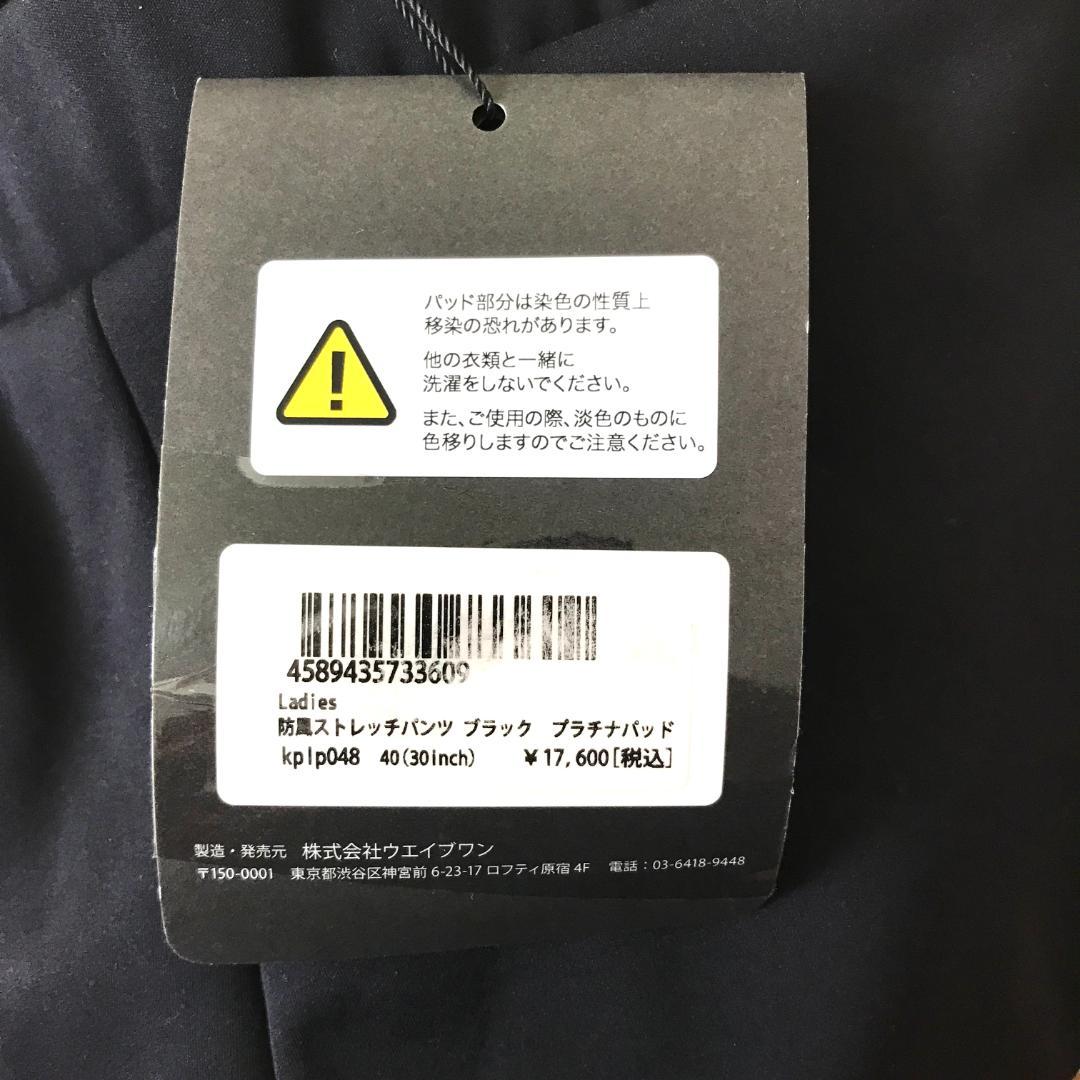 パッド部分は染色の性質上
移染の恐れがあります。
他の衣類と一緒に
洗濯をしないでください。
また、ご使用の際、淡色のものに
色移りしますのでご注意ください。
4589435733609
Ladies
防風ストレッチパンツ ブラック　プラチナパッド
kplp048　40(30inch)　￥17,600[税込]
製造・発売元　株式会社ウエイブワン
〒150-0001　東京都渋谷区神宮前 6-23-17 ロフティ原宿 4F　電話：03-6418-9448